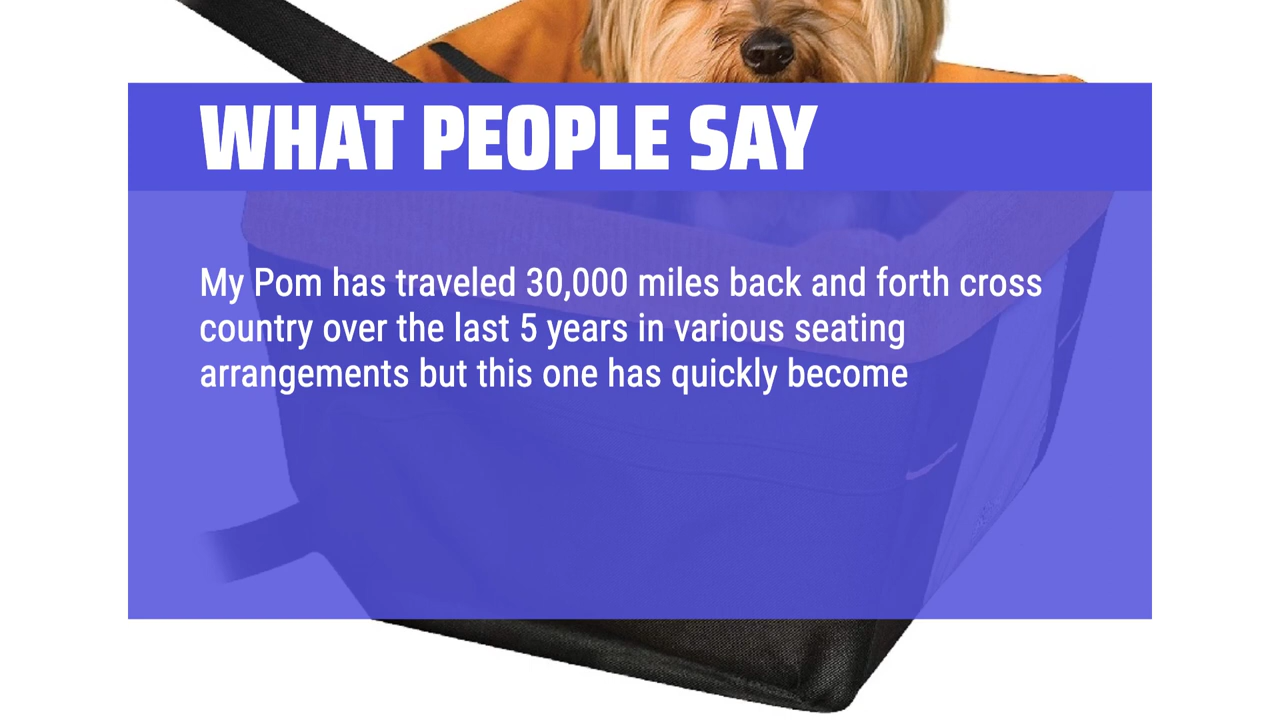 WHAT PEOPLE SAY
My Pom has traveled 30,000 miles back and forth cross
country over the last 5 years in various seating
arrangements but this one has quickly become